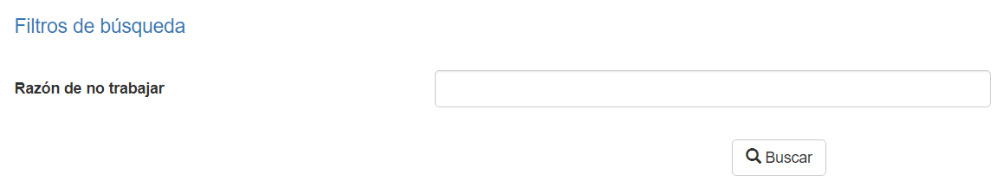 Filtros de búsqueda
Razón de no trabajar
Buscar